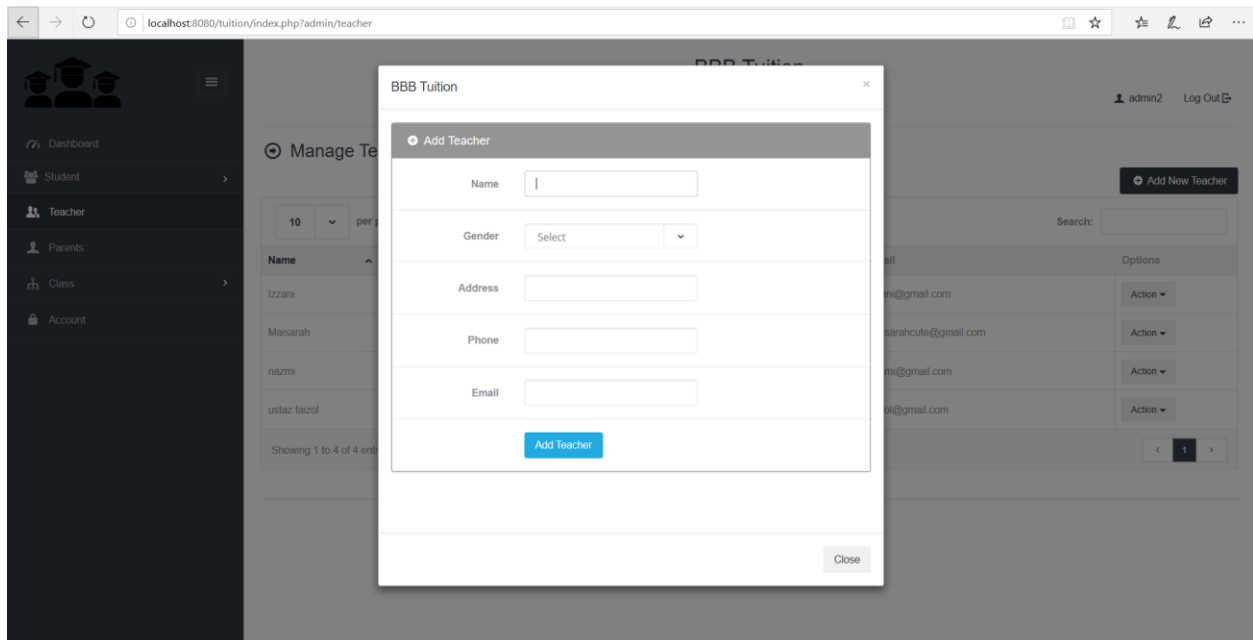 localhost:8080/tuition/index.php?admin/teacher
BBB Tuition
BBB Tuition
×
admin2 Log Out
Dashboard
Student
Teacher
Parents
Class
Account
Manage Te
Add New Teacher
10 per p
Search:
Name
Options
Izzani
ni@gmail.com
Action
Maisarah
sarahcute@gmail.com
Action
nazmi
mi@gmail.com
Action
ustaz faizol
ol@gmail.com
Action
Showing 1 to 4 of 4 entr
< 1 >
Add Teacher
Name
Gender Select
Address
Phone
Email
Add Teacher
Close